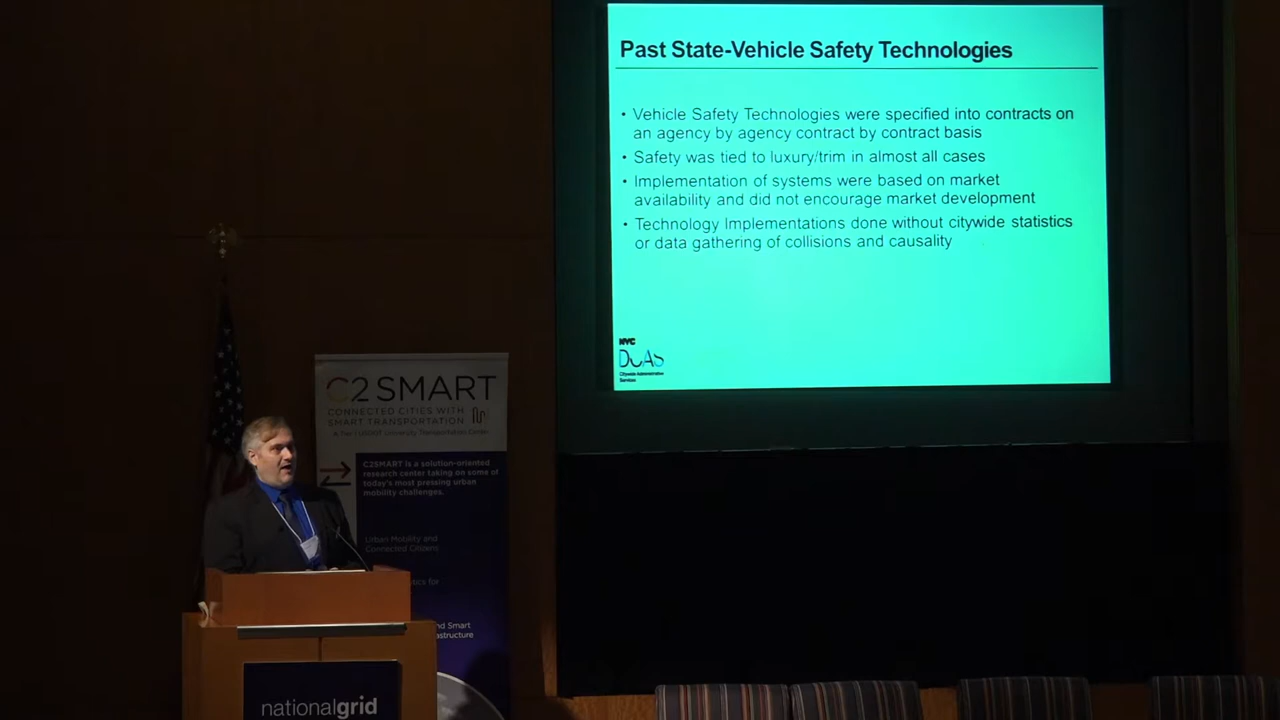 Past State-Vehicle Safety Technologies
• Vehicle Safety Technologies were specified into contracts on
an agency by agency contract by contract basis
• Safety was tied to luxury/trim in almost all cases
• Implementation of systems were based on market
availability and did not encourage market development
• Technology Implementations done without citywide statistics
or data gathering of collisions and causality
NYC
DCAS
Citywide Administrative
Services
C2SMART
CONNECTED CITIES WITH
SMART TRANSPORTATION
C2SMART is a solution-oriented
research center taking on some of
today's most pressing urban
mobility challenges.
Urban Mobility and
Connected Citizens
for
nd Smart
astructure
nationalgrid